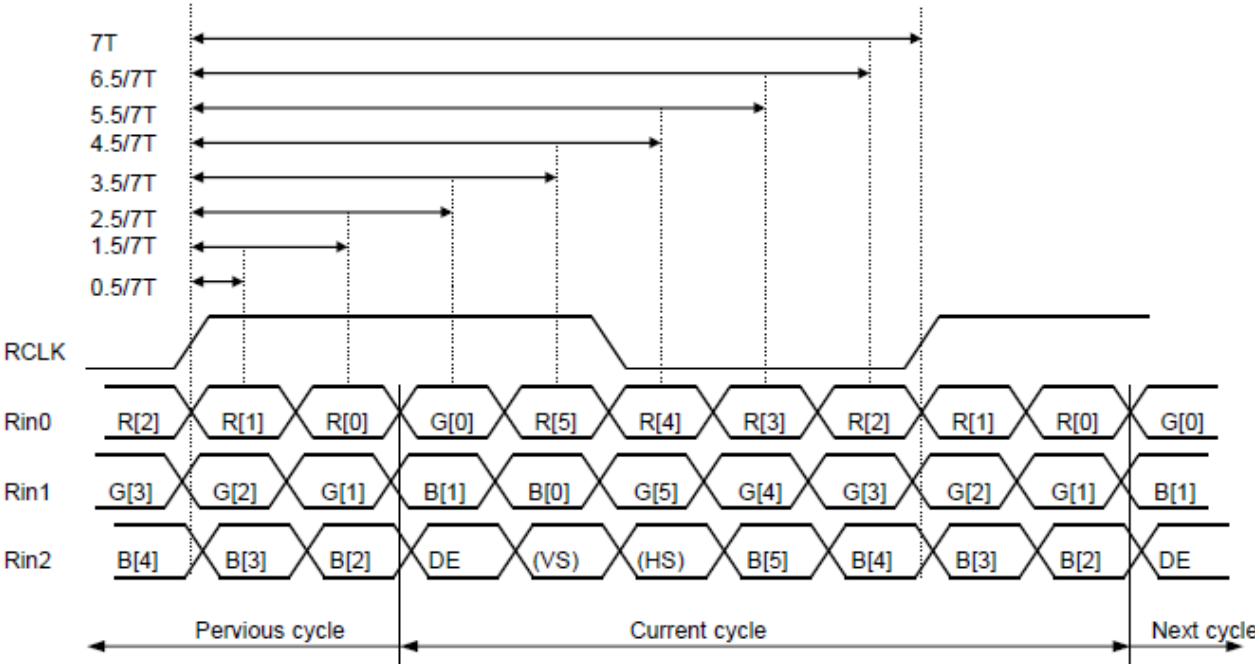 7T
6.5/7T
5.5/7T
4.5/7T
3.5/7T
2.5/7T
1.5/7T
0.5/7T
RCLK
Rin0 R[2] R[1] R[0] G[0] R[5] R[4] R[3] R[2] R[1] R[0] G[0]
Rin1 G[3] G[2] G[1] B[1] B[0] G[5] G[4] G[3] G[2] G[1] B[1]
Rin2 B[4] B[3] B[2] DE (VS) (HS) B[5] B[4] B[3] B[2] DE
Pervious cycle Current cycle Next cycle